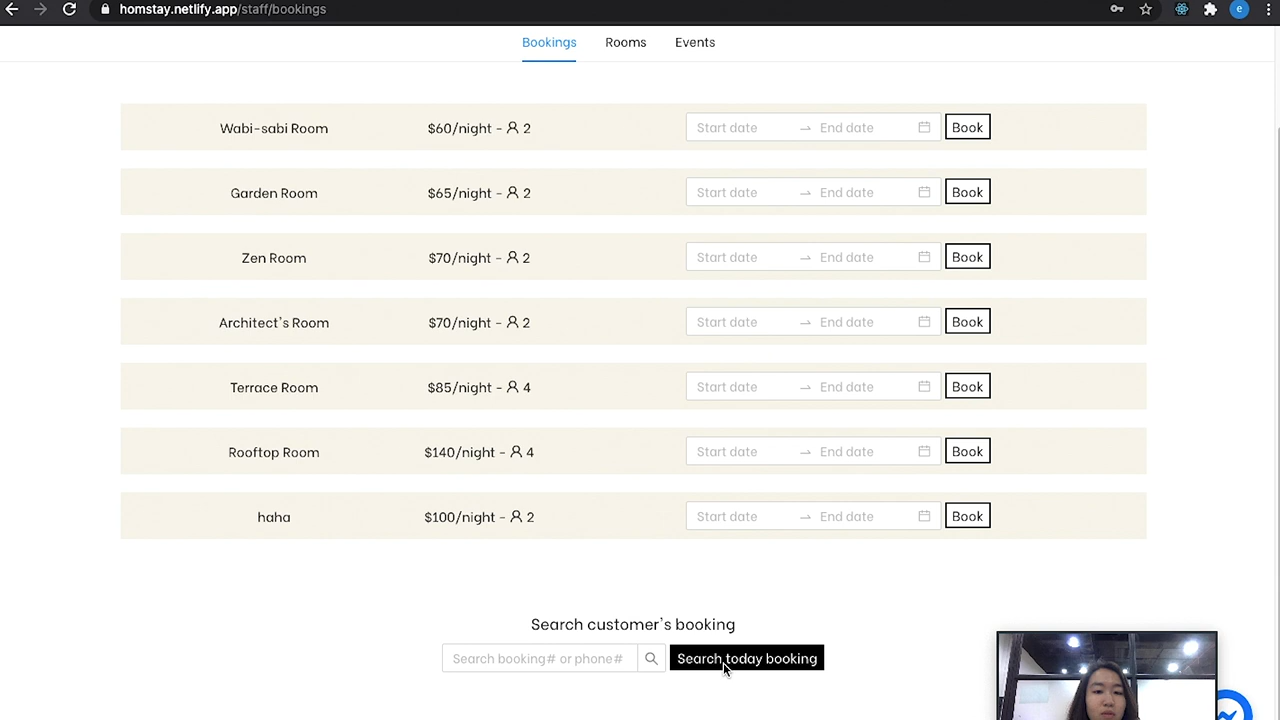 homstay.netlify.app/staff/bookings
e
Bookings Rooms Events
Wabi-sabi Room $60/night - 2 Start date End date Book
Garden Room $65/night - 2 Start date End date Book
Zen Room $70/night - 2 Start date End date Book
Architect's Room $70/night - 2 Start date End date Book
Terrace Room $85/night - 4 Start date End date Book
Rooftop Room $140/night - 4 Start date End date Book
haha $100/night - 2 Start date End date Book
Search customer's booking
Search booking# or phone# Search today booking